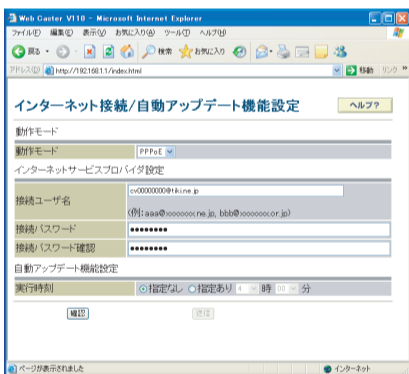 Web Caster V110 - Microsoft Internet Explorer
ファイル(F) 編集(E) 表示(V) お気に入り(A) ツール(T) ヘルプ(H)
戻る 検索 お気に入り
アドレス(D) http://192.168.1.1/index.html 移動 リンク »
インターネット接続/自動アップデート機能設定 ヘルプ?
動作モード
動作モード PPPoE
インターネットサービスプロバイダ設定
接続ユーザ名 cv00000000@tikine.jp
(例: aaa@xxxxxxx.ne.jp, bbb@xxxxxxx.or.jp)
接続パスワード ●●●●●●●●
接続パスワード確認 ●●●●●●●●
自動アップデート機能設定
実行時刻 指定なし 指定あり 4 時 00 分
確認 送信
ページが表示されました インターネット